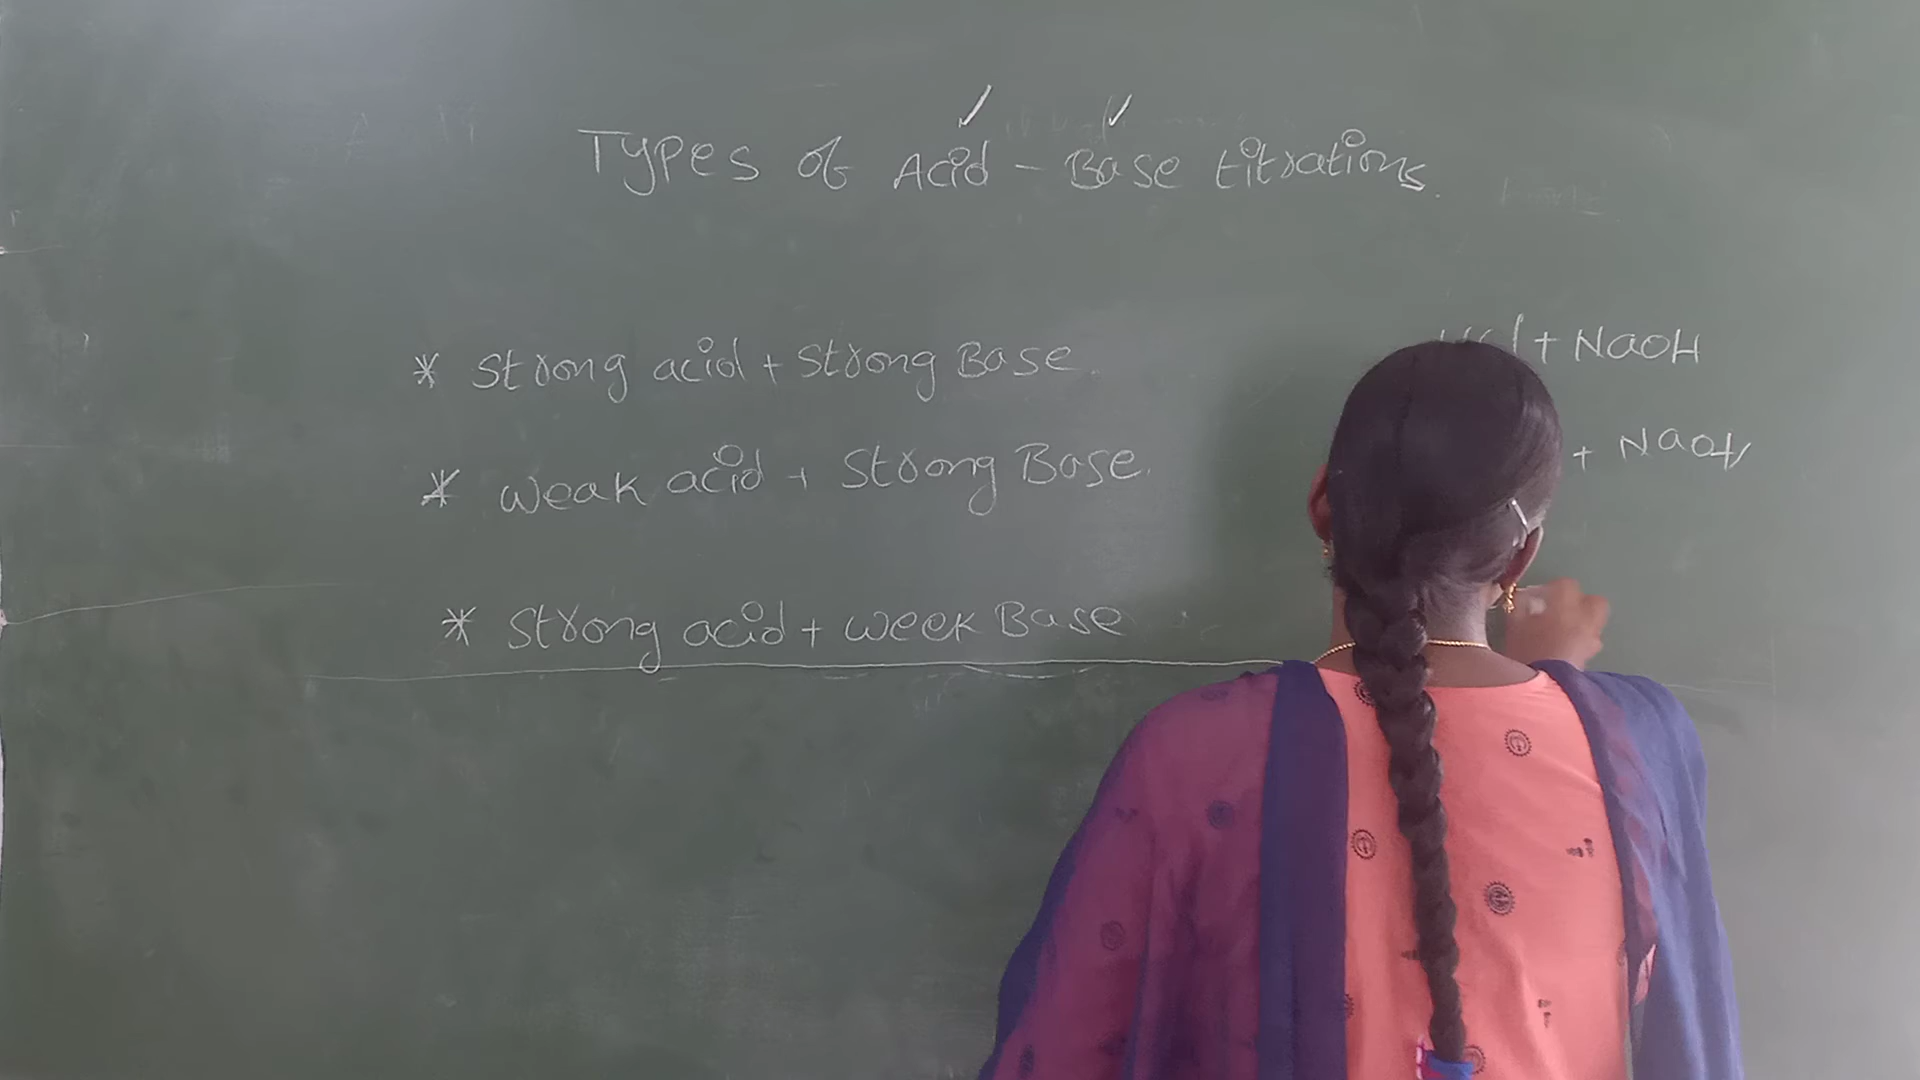 Types of Acid - Base titrations.
* Strong acid + Strong Base. + NaOH
* weak acid + Strong Base. + NaOH
* Strong acid + week Base